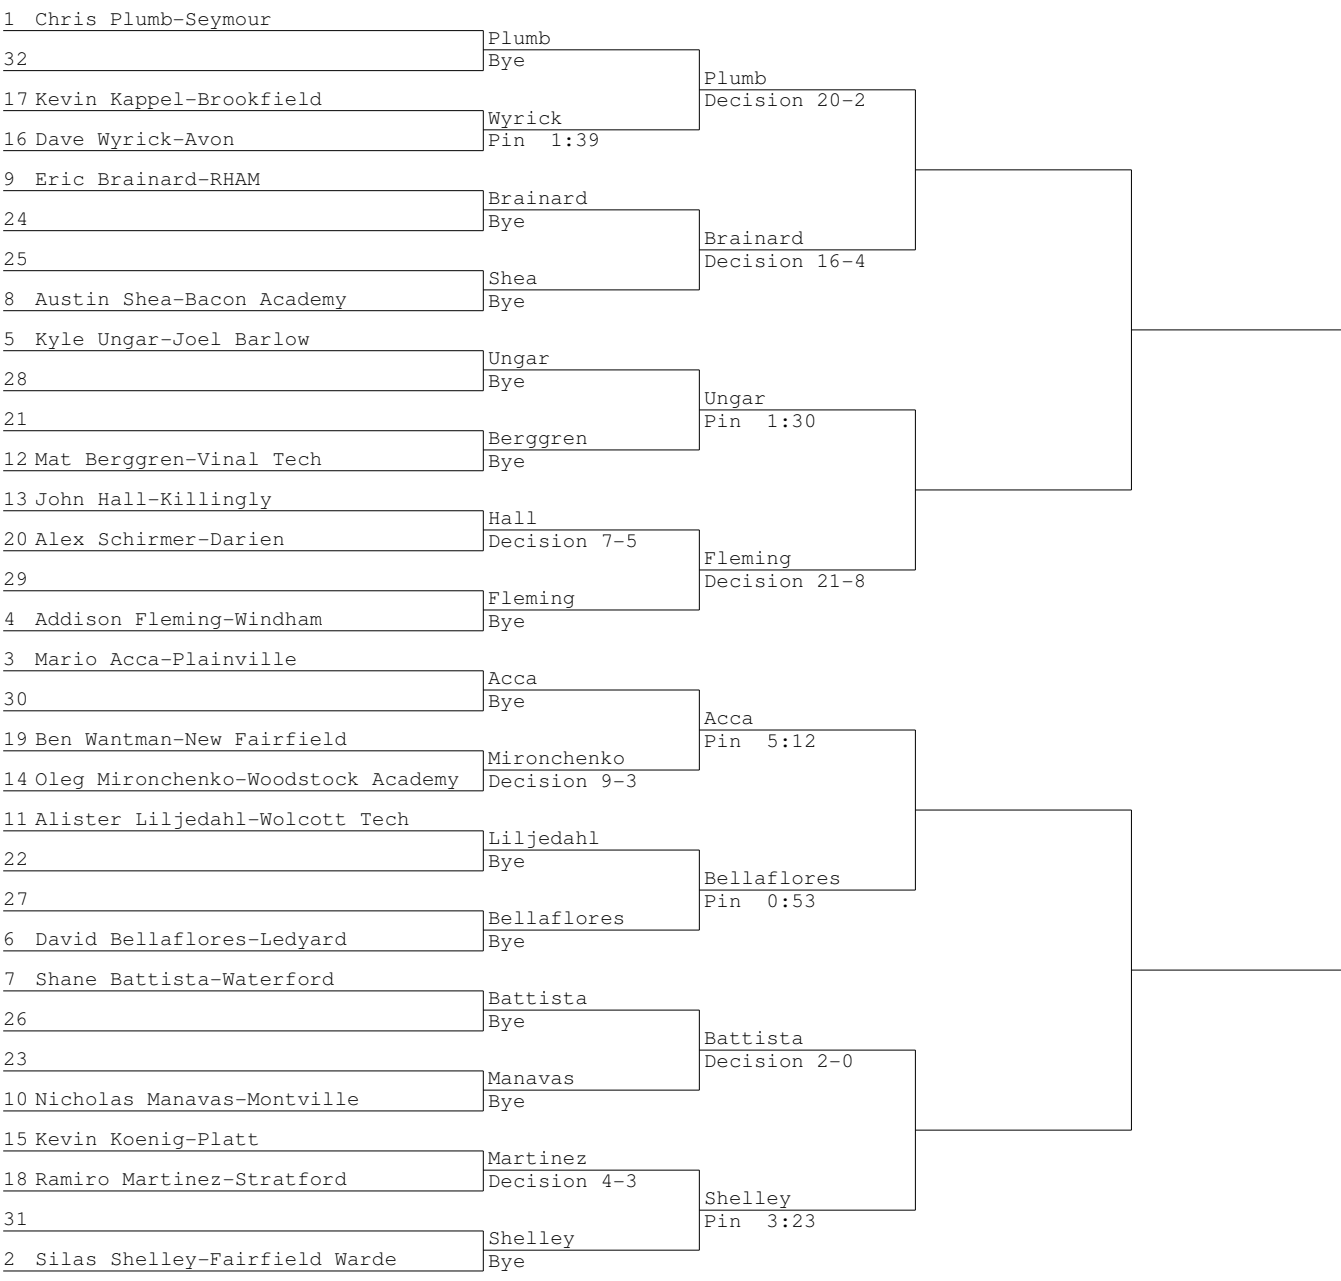 1 Chris Plumb-Seymour
32
17 Kevin Kappel-Brookfield
16 Dave Wyrick-Avon
9 Eric Brainard-RHAM
24
25
8 Austin Shea-Bacon Academy
5 Kyle Ungar-Joel Barlow
28
21
12 Mat Berggren-Vinal Tech
13 John Hall-Killingly
20 Alex Schirmer-Darien
29
4 Addison Fleming-Windham
3 Mario Acca-Plainville
30
19 Ben Wantman-New Fairfield
14 Oleg Mironchenko-Woodstock Academy
11 Alister Liljedahl-Wolcott Tech
22
27
6 David Bellaflores-Ledyard
7 Shane Battista-Waterford
26
23
10 Nicholas Manavas-Montville
15 Kevin Koenig-Platt
18 Ramiro Martinez-Stratford
31
2 Silas Shelley-Fairfield Warde
Plumb
Bye
Wyrick
Pin 1:39
Brainard
Bye
Shea
Bye
Ungar
Bye
Berggren
Bye
Hall
Decision 7-5
Fleming
Bye
Acca
Bye
Mironchenko
Decision 9-3
Liljedahl
Bye
Bellaflores
Bye
Battista
Bye
Manavas
Bye
Martinez
Decision 4-3
Shelley
Bye
Plumb
Decision 20-2
Brainard
Decision 16-4
Ungar
Pin 1:30
Fleming
Decision 21-8
Acca
Pin 5:12
Bellaflores
Pin 0:53
Battista
Decision 2-0
Shelley
Pin 3:23